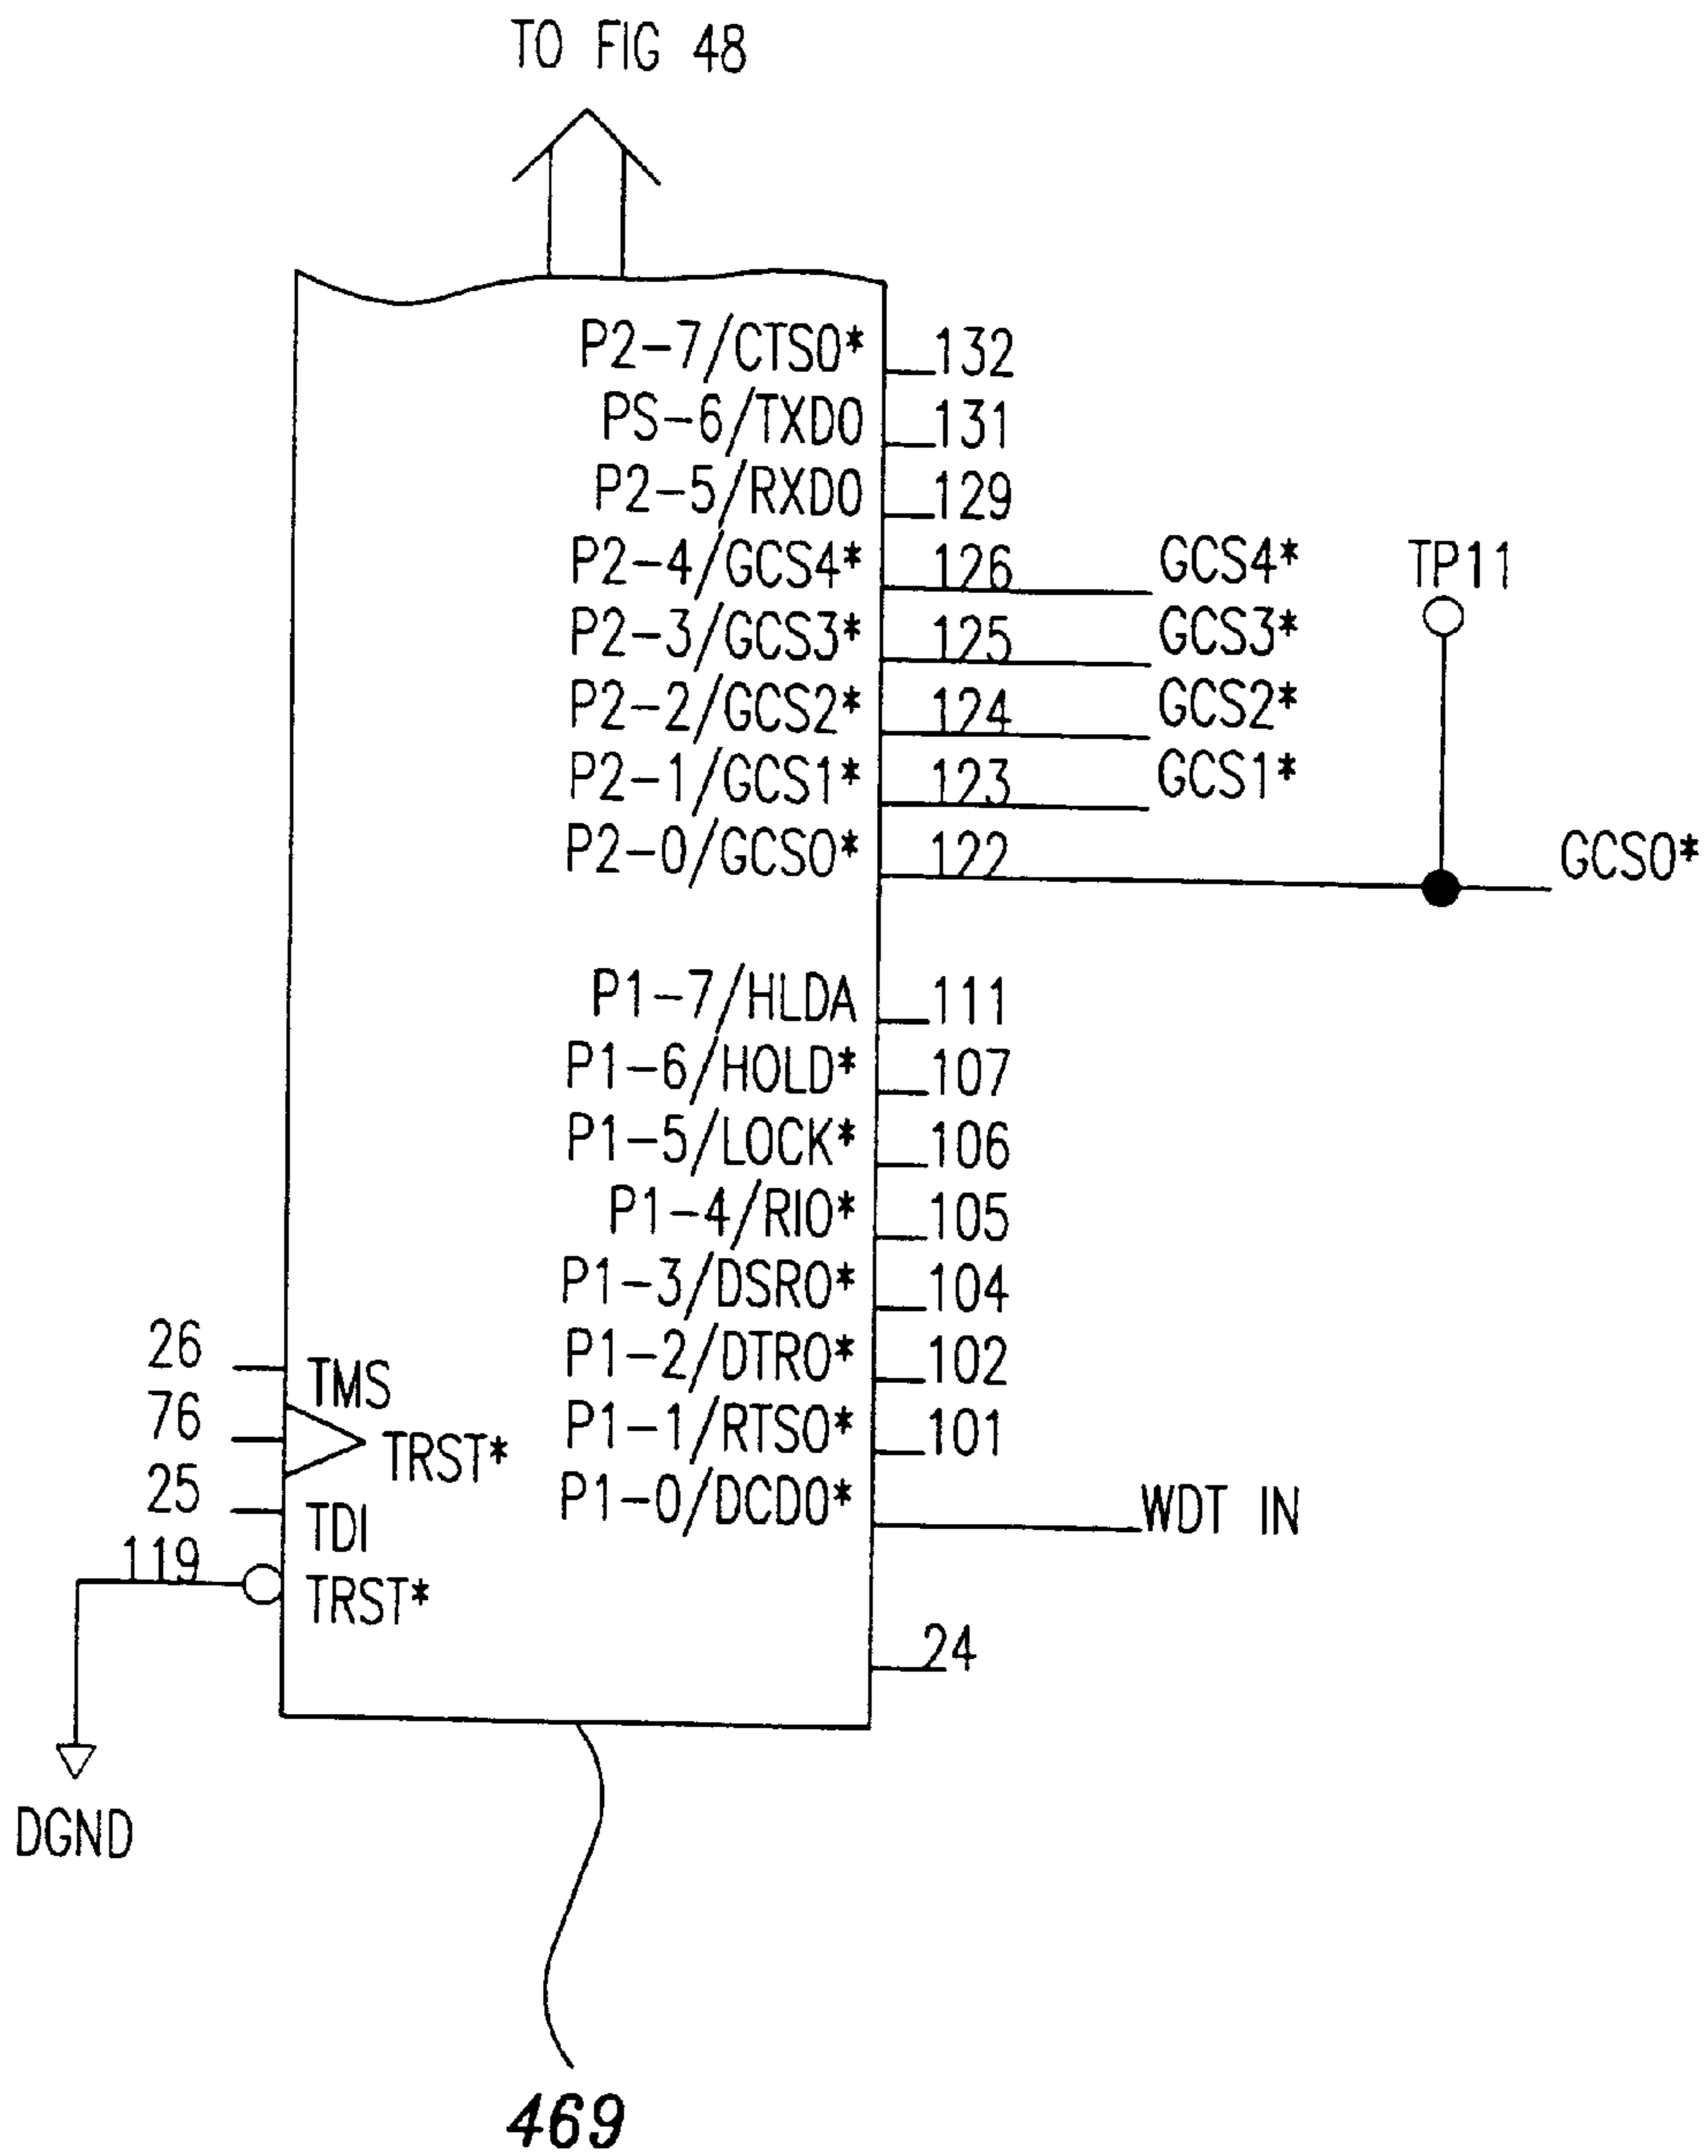 TO FIG 48
P2-7/CTS0* 132
PS-6/TXD0 131
P2-5/RXD0 129
P2-4/GCS4* 126 GCS4* TP11
P2-3/GCS3* 125 GCS3*
P2-2/GCS2* 124 GCS2*
P2-1/GCS1* 123 GCS1*
P2-0/GCS0* 122 GCS0*
P1-7/HLDA 111
P1-6/HOLD* 107
P1-5/LOCK* 106
P1-4/RI0* 105
P1-3/DSR0* 104
26 TMS P1-2/DTR0* 102
76 TRST* P1-1/RTS0* 101
25 TDI P1-0/DCD0* WDT IN
119 TRST*
24
DGND
469